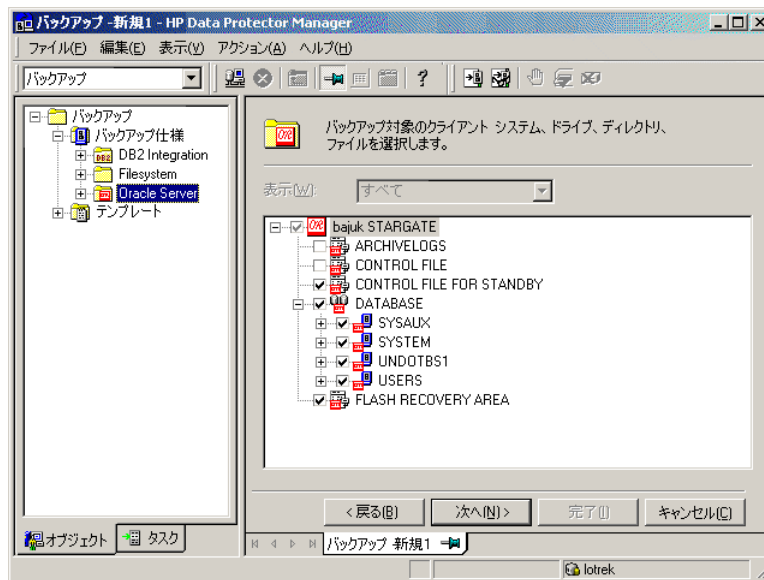 バックアップ -新規1 - HP Data Protector Manager
ファイル(F) 編集(E) 表示(V) アクション(A) ヘルプ(H)
バックアップ
バックアップ
バックアップ仕様
DB2 Integration
Filesystem
Oracle Server
テンプレート
バックアップ対象のクライアント システム、ドライブ、ディレクトリ、
ファイルを選択します。
表示(W):
すべて
bajuk STARGATE
ARCHIVELOGS
CONTROL FILE
CONTROL FILE FOR STANDBY
DATABASE
SYSAUX
SYSTEM
UNDOTBS1
USERS
FLASH RECOVERY AREA
<戻る(B) 次へ(N)> 完了(I) キャンセル(C)
オブジェクト タスク
バックアップ 新規1
lotrek